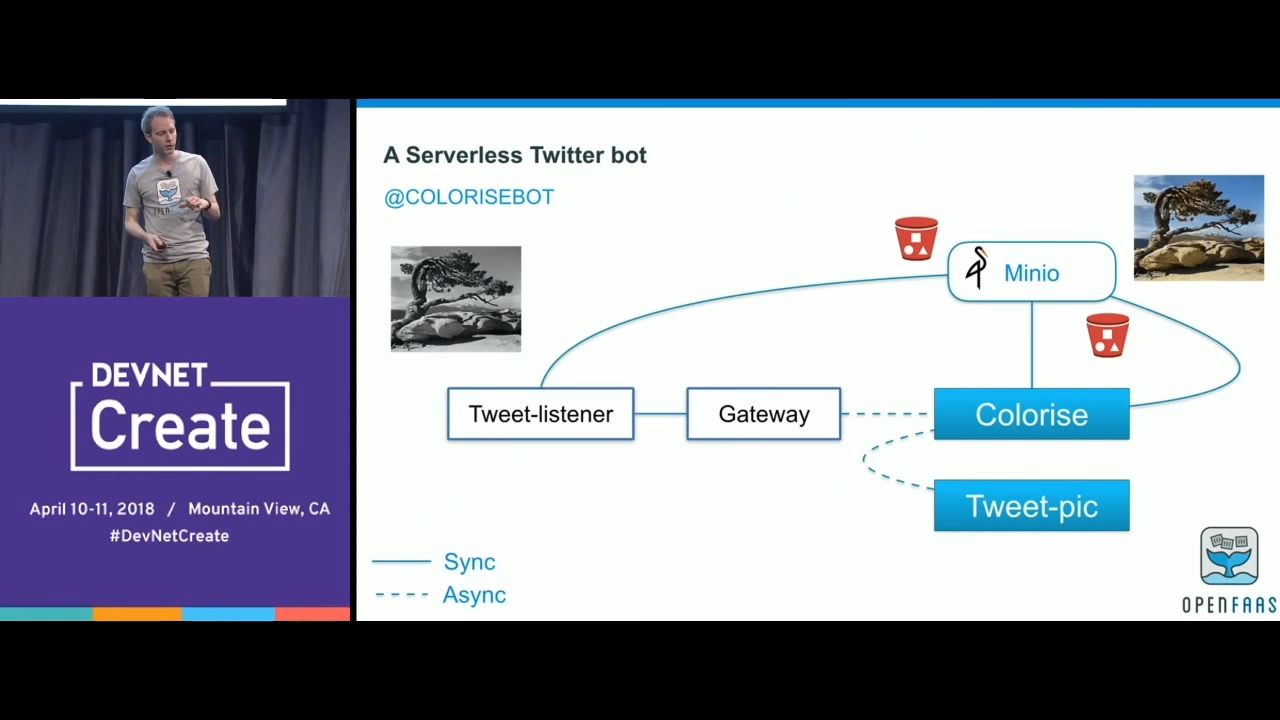 A Serverless Twitter bot
@COLORISEBOT
Minio
Tweet-listener
Gateway
Colorise
Tweet-pic
Sync
Async
OPENFAAS
OPEN
DEVNET
Create
April 10-11, 2018 / Mountain View, CA
#DevNetCreate